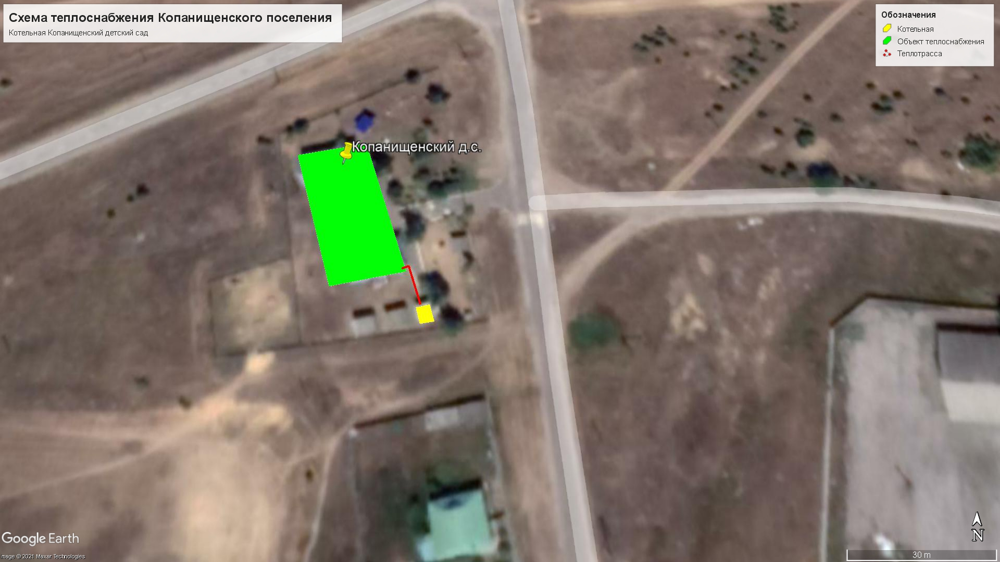 Схема теплоснабжения Копанищенского поселения
Котельная Копанищенский детский сад
Обозначения
Котельная
Объект теплоснабжения
Теплотрасса
Копанищенский д.с.
N
Google Earth
mage © 2021 Maxar Technologies
30 m